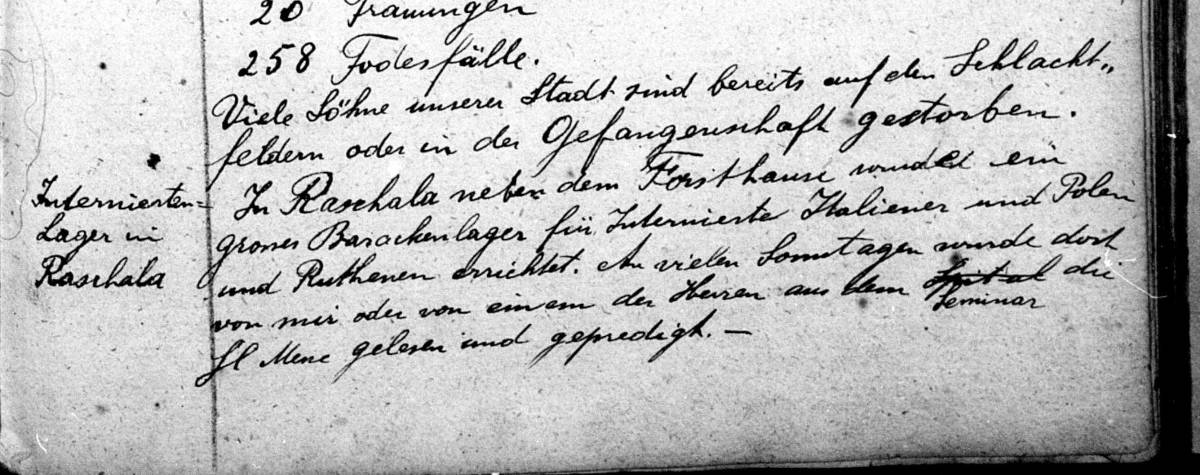 20 Trauungen
258 Todesfälle.
Viele Söhne unserer Stadt sind bereits auf den Schlacht„
feldern oder in der Gefangenschaft gestorben.
Internierten=
Lager in
Raschala
In Raschala neben dem Forsthause wurde ein
grosses Barackenlager für Internierte Italiener und Polen
und Ruthenen errichtet. An vielen Sonntagen wurde dort
von mir oder von einem der Herren aus dem Spital die
Seminar
Hl Messe gelesen und gepredigt. —